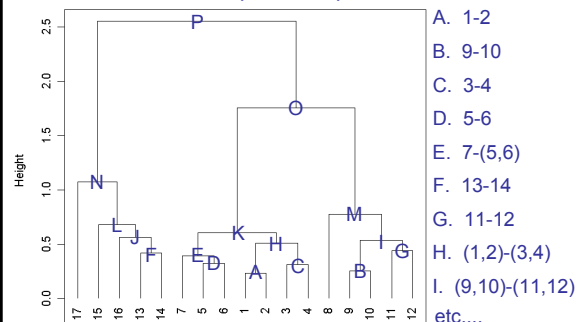 2.5
2.0
1.5
1.0
0.5
0.0
Height
P
O
N
M
L
K
J
I
H
G
F
E
D
C
B
A
17 15 16 13 14 7 5 6 1 2 3 4 8 9 10 11 12
A. 1-2
B. 9-10
C. 3-4
D. 5-6
E. 7-(5,6)
F. 13-14
G. 11-12
H. (1,2)-(3,4)
I. (9,10)-(11,12)
etc....